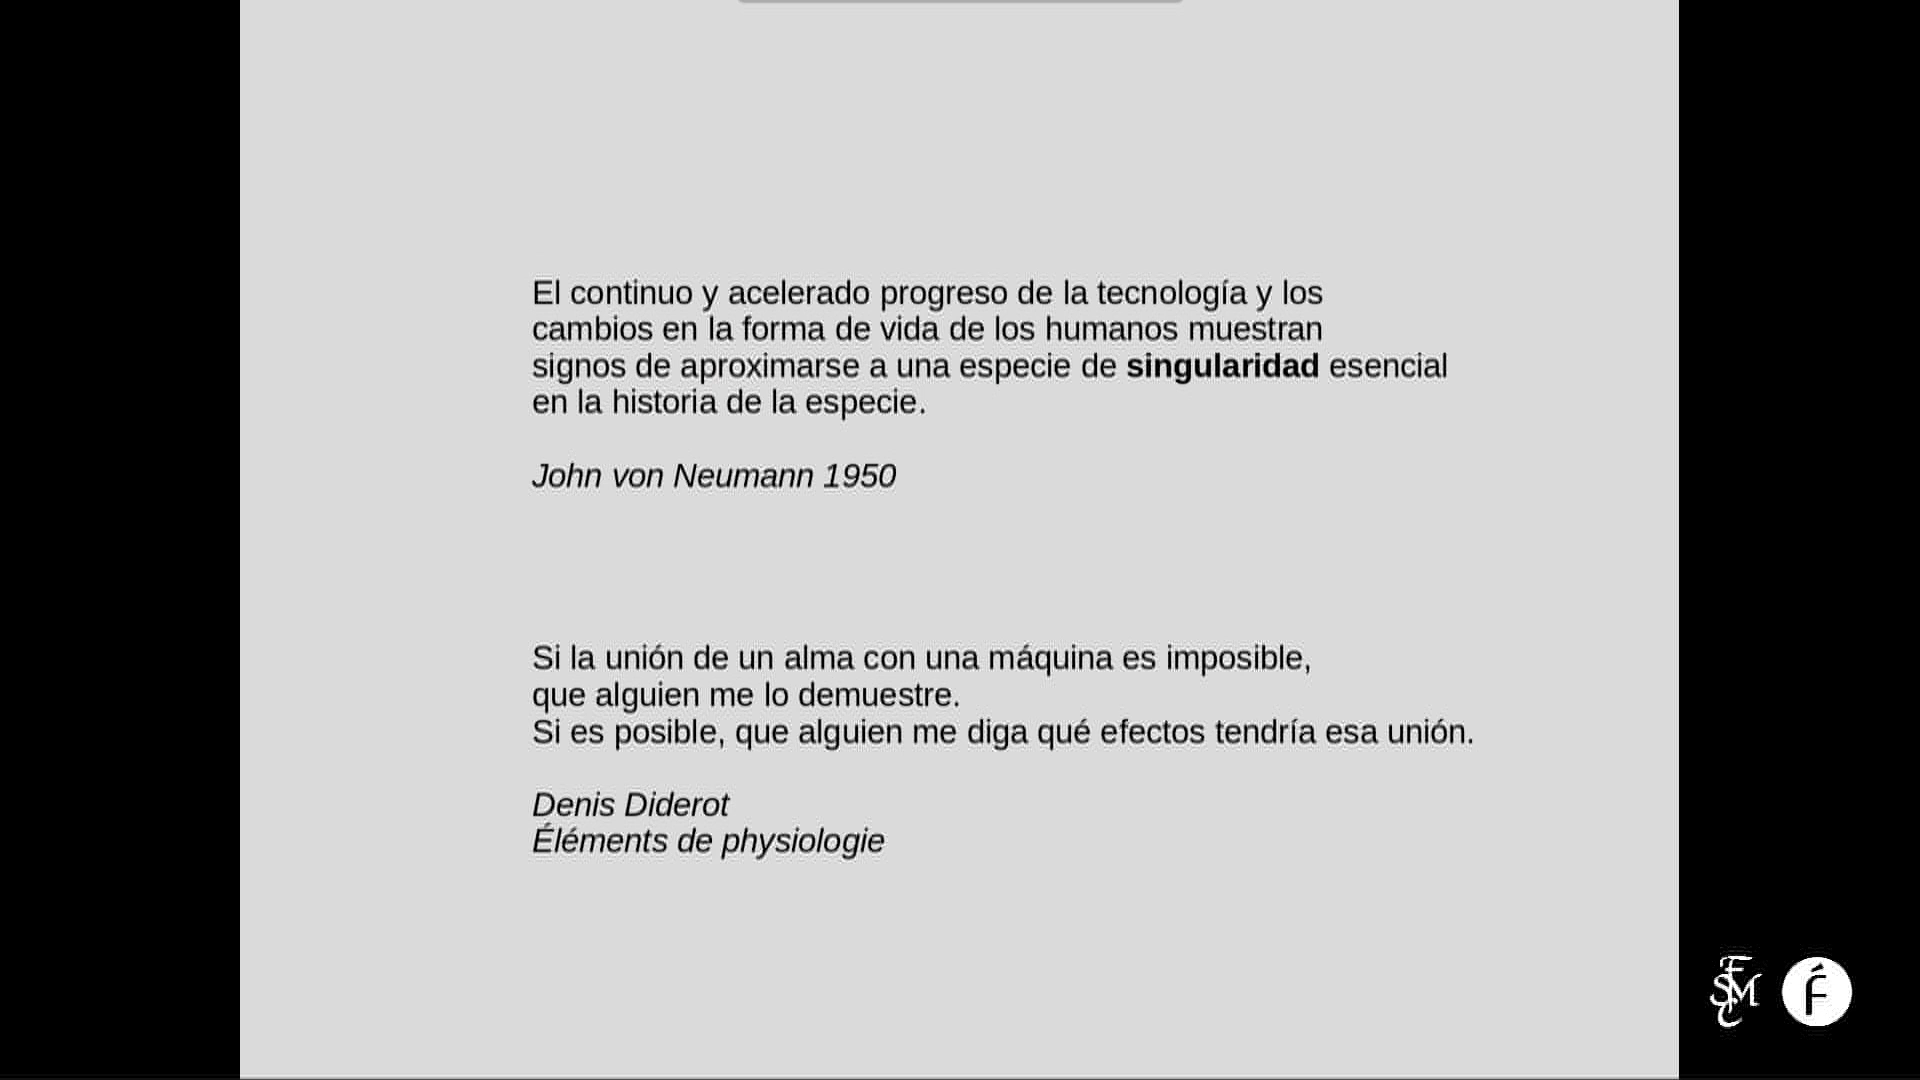 El continuo y acelerado progreso de la tecnología y los
cambios en la forma de vida de los humanos muestran
signos de aproximarse a una especie de singularidad esencial
en la historia de la especie.
John von Neumann 1950
Si la unión de un alma con una máquina es imposible,
que alguien me lo demuestre.
Si es posible, que alguien me diga qué efectos tendría esa unión.
Denis Diderot
Éléments de physiologie
É